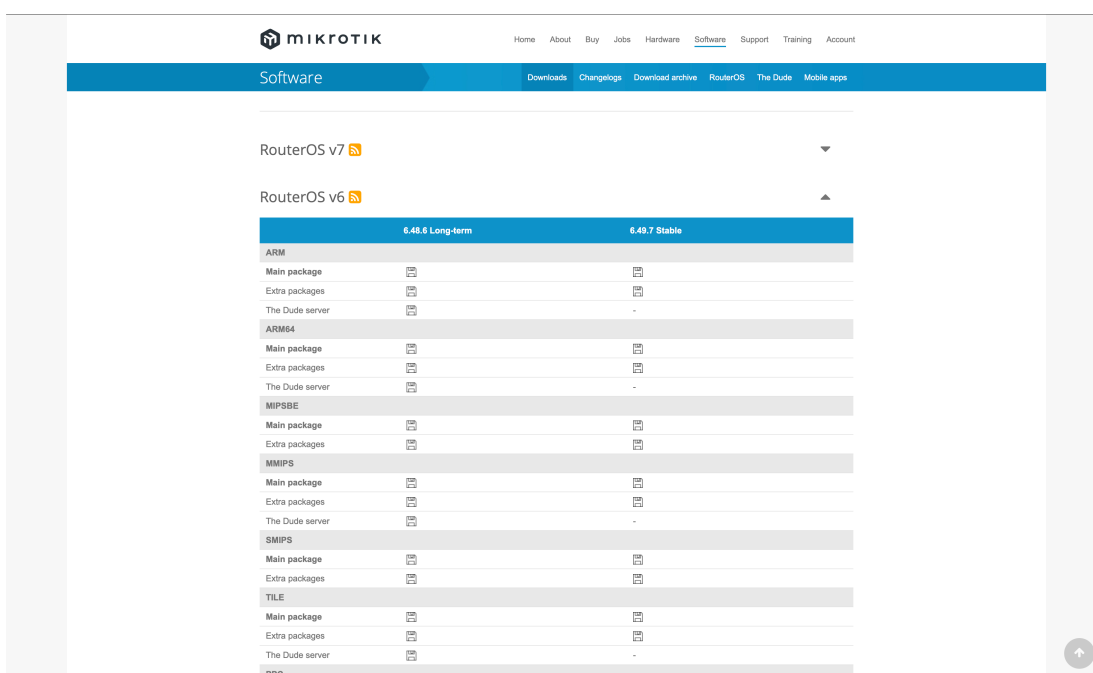 mikrotik
Home About Buy Jobs Hardware Software Support Training Account
Software
Downloads Changelogs Download archive RouterOS The Dude Mobile apps
RouterOS v7
RouterOS v6
6.48.6 Long-term 6.49.7 Stable
ARM
Main package
Extra packages
The Dude server -
ARM64
Main package
Extra packages
The Dude server -
MIPSBE
Main package
Extra packages
MMIPS
Main package
Extra packages
The Dude server -
SMIPS
Main package
Extra packages
TILE
Main package
Extra packages
The Dude server -